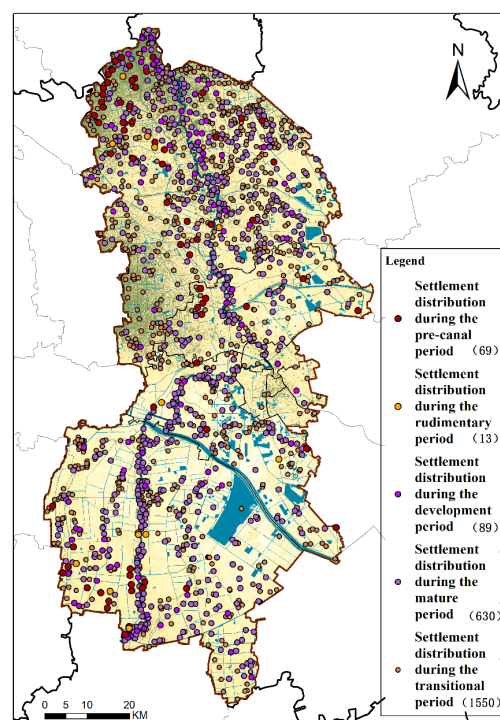 N
Legend
Settlement
distribution
during the
pre-canal
period （69）
Settlement
distribution
during the
rudimentary
period （13）
Settlement
distribution
during the
development
period （89）
Settlement
distribution
during the
mature
period （630）
Settlement
distribution
during the
transitional
period （1550）
0 5 10 20
KM